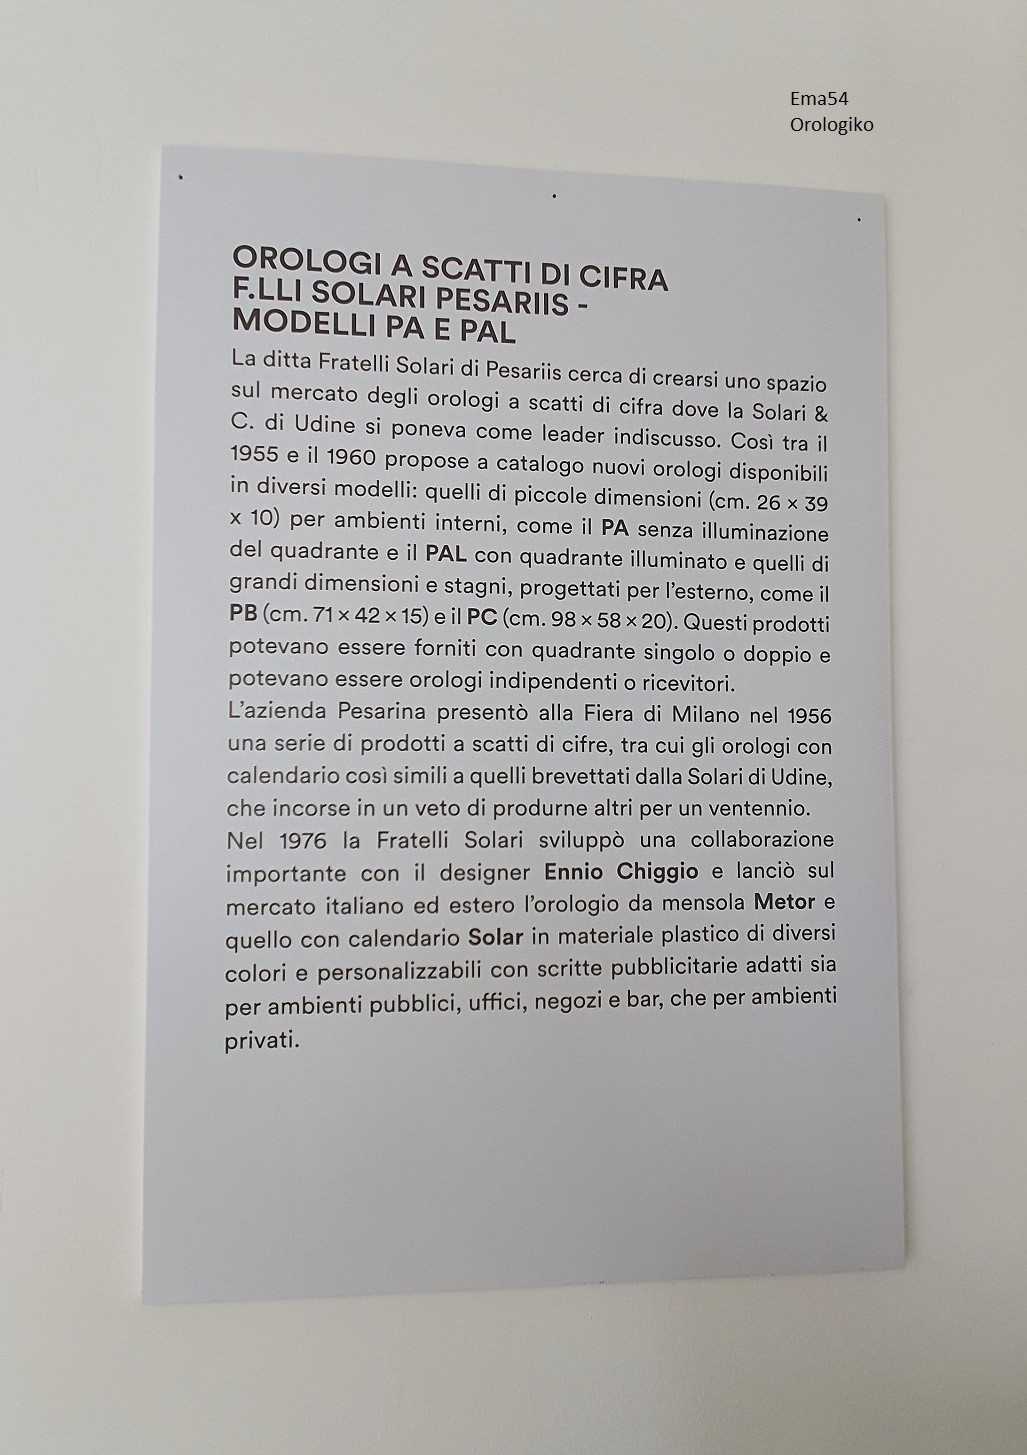 Ema54
Orologiko
OROLOGI A SCATTI DI CIFRA
F.LLI SOLARI PESARIIS -
MODELLI PA E PAL
La ditta Fratelli Solari di Pesariis cerca di crearsi uno spazio
sul mercato degli orologi a scatti di cifra dove la Solari &
C. di Udine si poneva come leader indiscusso. Così tra il
1955 e il 1960 propose a catalogo nuovi orologi disponibili
in diversi modelli: quelli di piccole dimensioni (cm. 26 × 39
x 10) per ambienti interni, come il PA senza illuminazione
del quadrante e il PAL con quadrante illuminato e quelli di
grandi dimensioni e stagni, progettati per l'esterno, come il
PB (cm. 71 × 42 × 15) e il PC (cm. 98 × 58 × 20). Questi prodotti
potevano essere forniti con quadrante singolo o doppio e
potevano essere orologi indipendenti o ricevitori.
L'azienda Pesarina presentò alla Fiera di Milano nel 1956
una serie di prodotti a scatti di cifre, tra cui gli orologi con
calendario così simili a quelli brevettati dalla Solari di Udine,
che incorse in un veto di produrne altri per un ventennio.
Nel 1976 la Fratelli Solari sviluppò una collaborazione
importante con il designer Ennio Chiggio e lanciò sul
mercato italiano ed estero l'orologio da mensola Metor e
quello con calendario Solar in materiale plastico di diversi
colori e personalizzabili con scritte pubblicitarie adatti sia
per ambienti pubblici, uffici, negozi e bar, che per ambienti
privati.